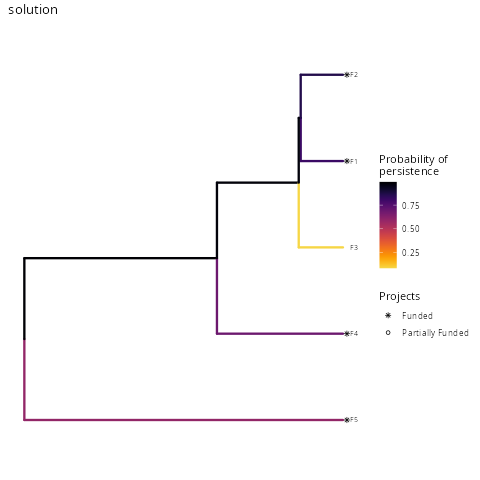 solution
F2
F1
F3
F4
F5
Probability of
persistence
0.75
0.50
0.25
Projects
Funded
Partially Funded